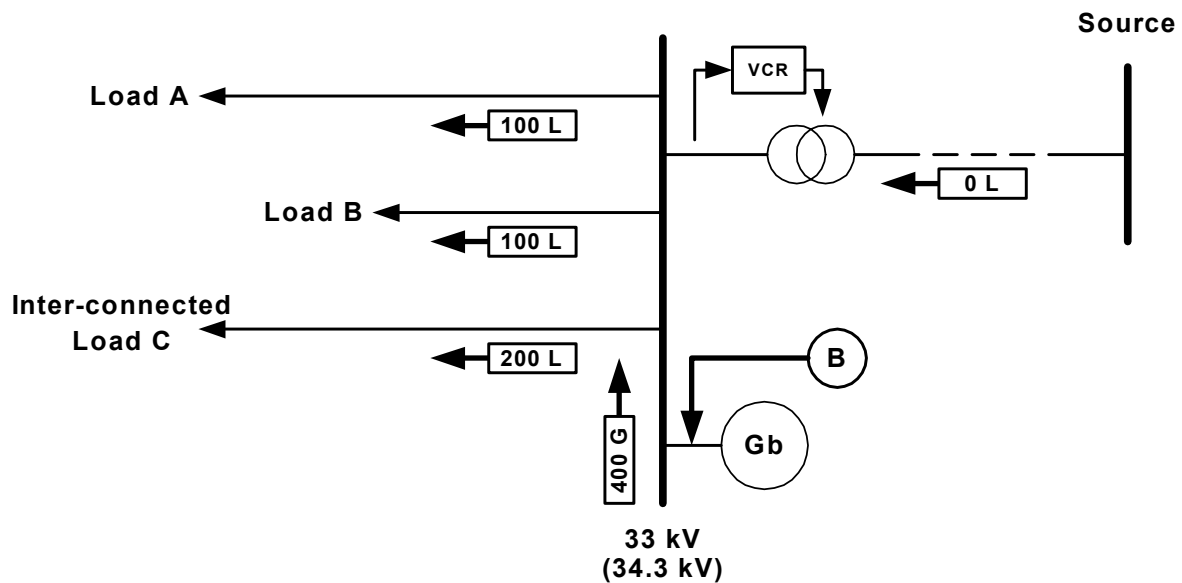 Source
VCR
Load A
100 L
0 L
Load B
100 L
Inter-connected
Load C
200 L
B
400 G
Gb
33 kV
(34.3 kV)